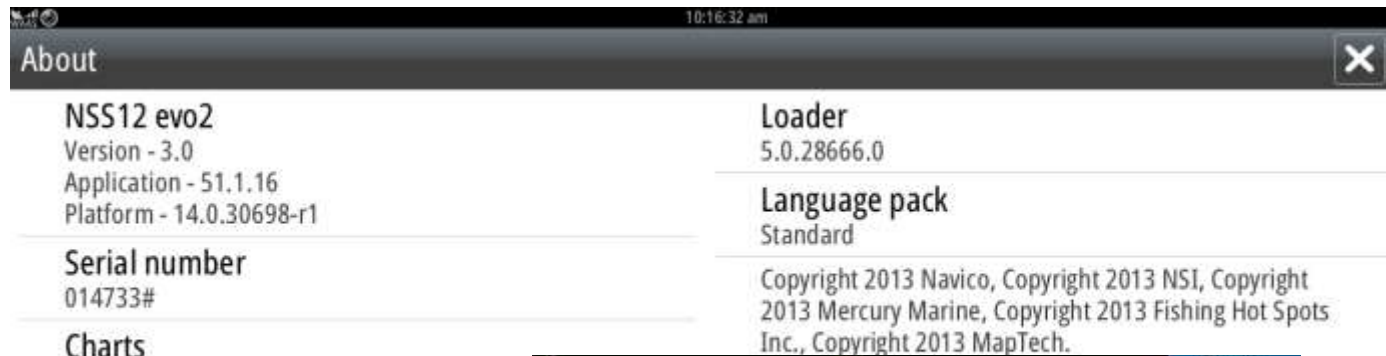 10:16:32 am
About
NSS12 evo2
Version - 3.0
Application - 51.1.16
Platform - 14.0.30698-r1
Serial number
014733#
Charts
Loader
5.0.28666.0
Language pack
Standard
Copyright 2013 Navico, Copyright 2013 NSI, Copyright
2013 Mercury Marine, Copyright 2013 Fishing Hot Spots
Inc., Copyright 2013 MapTech.